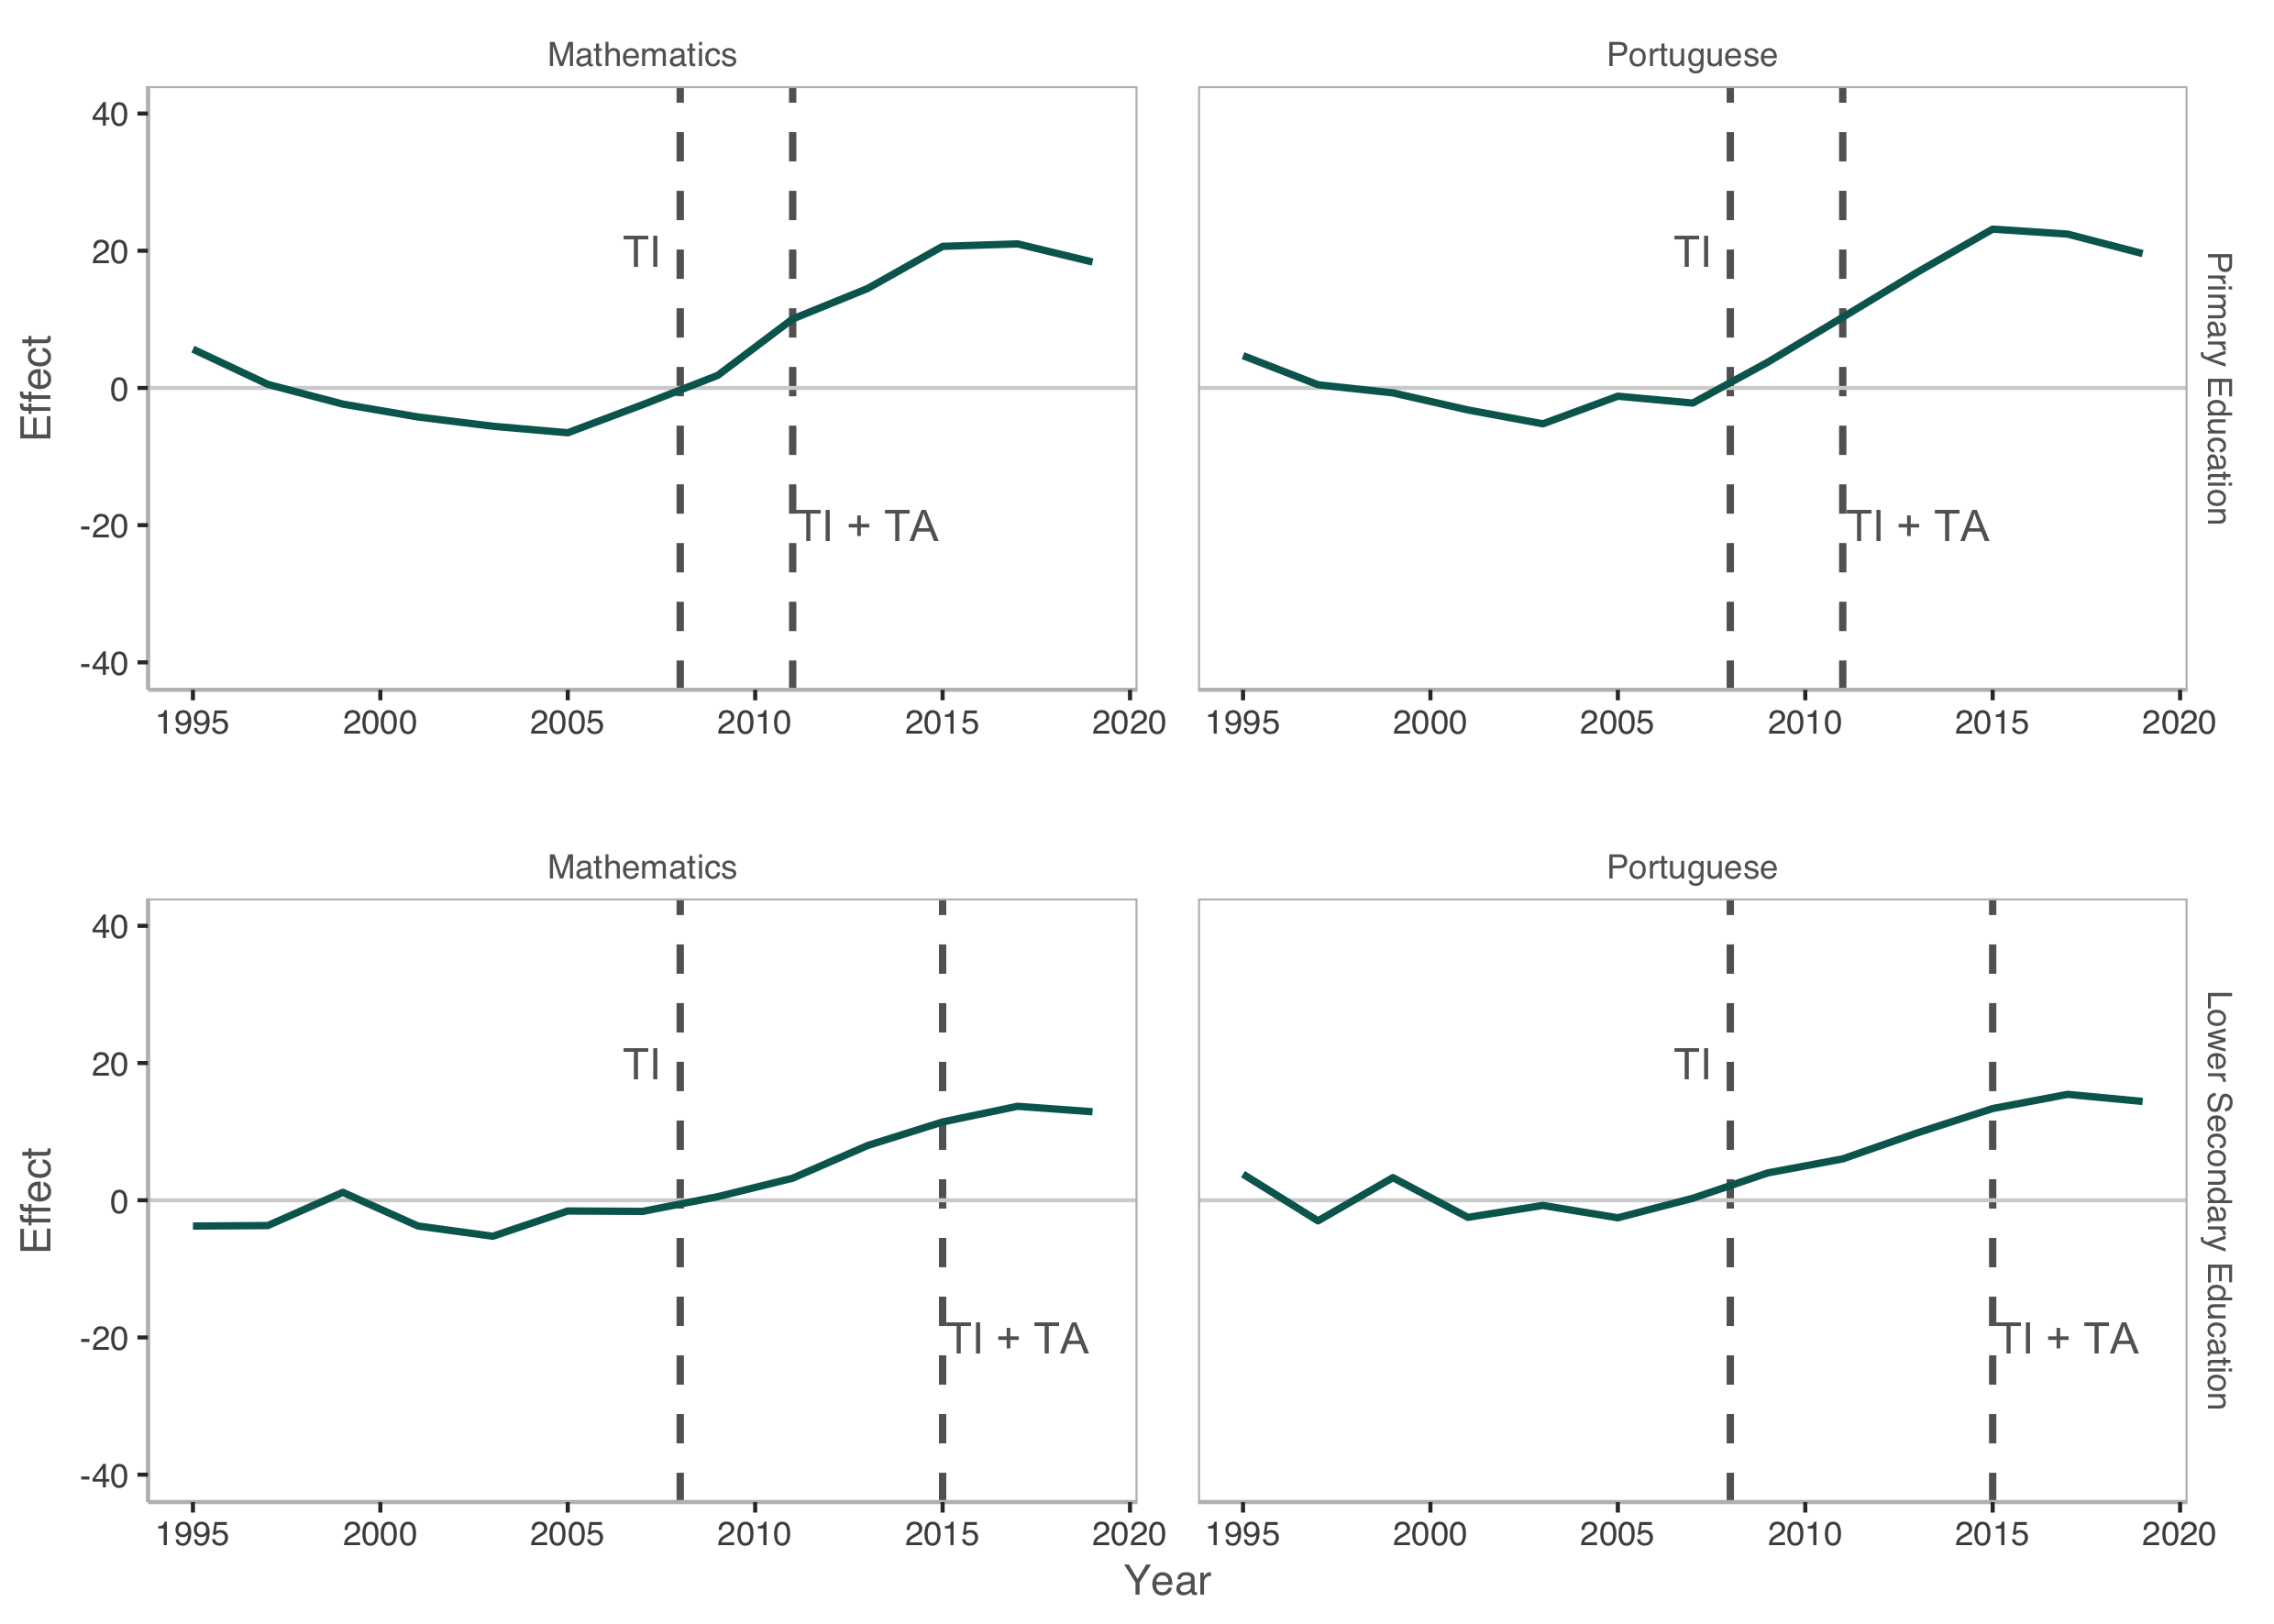 Mathematics
Portuguese
40
20
0
-20
-40
Effect
TI
TI + TA
TI
TI + TA
Primary Education
1995 2000 2005 2010 2015 2020
1995 2000 2005 2010 2015 2020
Mathematics
Portuguese
40
20
0
-20
-40
Effect
TI
TI + TA
TI
TI + TA
Lower Secondary Education
1995 2000 2005 2010 2015 2020
1995 2000 2005 2010 2015 2020
Year